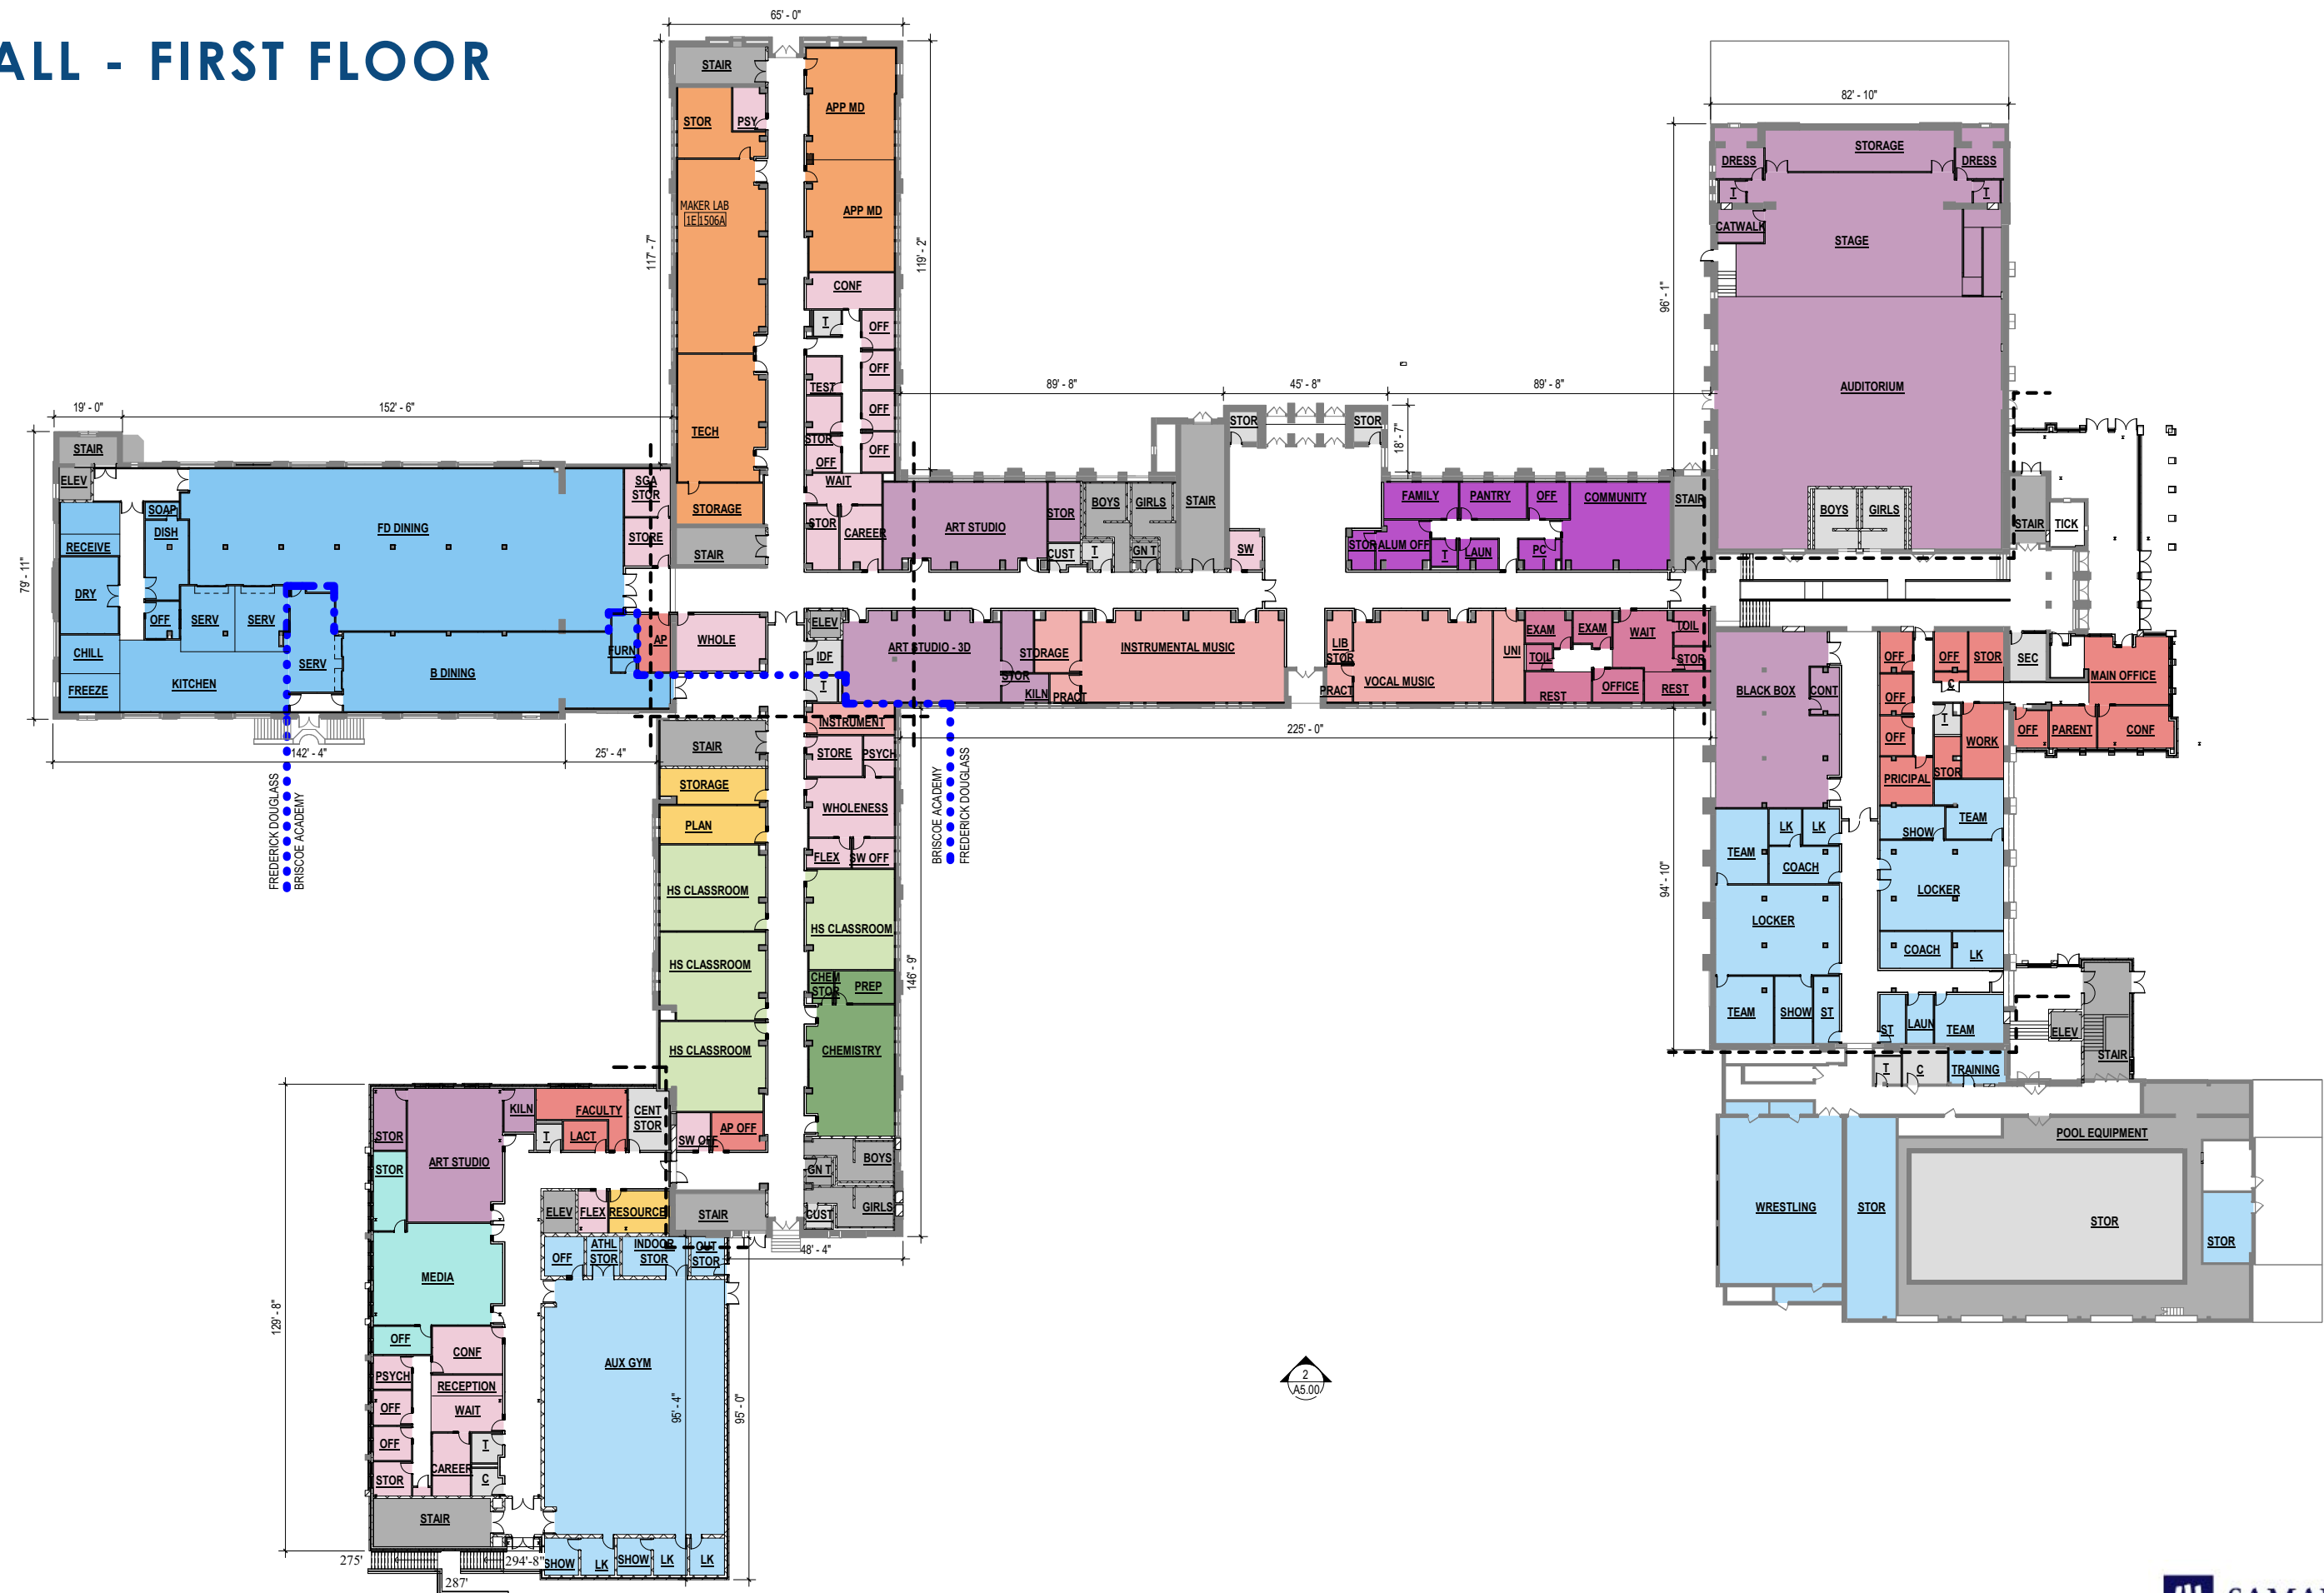 ALL - FIRST FLOOR
65' - 0"
82' - 10"
STAIR
STOR
PSY
APP MD
MAKER LAB
1E1506A
APP MD
117' - 7"
119' - 2"
96' - 1"
CONF
T
OFF
OFF
TEST
OFF
STOR
OFF
OFF
TECH
STORAGE
STAIR
WAIT
STOR
CAREER
STORAGE
DRESS
DRESS
T
T
CATWALK
STAGE
AUDITORIUM
BOYS
GIRLS
STAIR
TICK
19' - 0"
152' - 6"
89' - 8"
45' - 8"
89' - 8"
18' - 7"
79' - 11"
STAIR
ELEV
SOAP
DISH
RECEIVE
DRY
OFF
SERV
SERV
SERV
CHILL
FREEZE
KITCHEN
FD DINING
B DINING
SGA
STOR
STORE
FURN
AP
WHOLE
142' - 4"
25' - 4"
FREDERICK DOUGLASS
BRISCOE ACADEMY
ART STUDIO
STOR
BOYS
GIRLS
CUST
T
GN T
STAIR
STOR
STOR
SW
FAMILY
PANTRY
OFF
COMMUNITY
STAIR
STOR
ALUM OFF
T
LAUN
PC
ELEV
IDF
T
ART STUDIO - 3D
STOR
KILN
STORAGE
PRACT
INSTRUMENTAL MUSIC
LIB
STOR
PRACT
VOCAL MUSIC
UNI
EXAM
EXAM
WAIT
TOIL
TOIL
STOR
REST
OFFICE
REST
225' - 0"
BRISCOE ACADEMY
FREDERICK DOUGLASS
BLACK BOX
CONT
OFF
OFF
STOR
SEC
C
MAIN OFFICE
OFF
T
OFF
WORK
OFF
PARENT
CONF
PRICIPAL
STOR
94' - 10"
TEAM
LK
LK
COACH
SHOW
TEAM
LOCKER
LOCKER
COACH
LK
TEAM
SHOW
ST
ST
LAUN
TEAM
ELEV
STAIR
T
C
TRAINING
POOL EQUIPMENT
WRESTLING
STOR
STOR
STOR
INSTRUMENT
STAIR
STORE
PSYCH
STORAGE
WHOLENESS
PLAN
FLEX
SW OFF
HS CLASSROOM
HS CLASSROOM
HS CLASSROOM
HS CLASSROOM
CHEM
STOR
PREP
CHEMISTRY
146' - 9"
SW OFF
AP OFF
BOYS
GN T
GIRLS
CUST
STAIR
48' - 4"
129' - 8"
STOR
KILN
FACULTY
LACT
T
CENT
STOR
ART STUDIO
STOR
ELEV
FLEX
RESOURCE
OFF
ATHL
STOR
INDOOR
STOR
OUT
STOR
MEDIA
OFF
CONF
PSYCH
RECEPTION
OFF
WAIT
OFF
T
CAREER
STOR
C
STAIR
AUX GYM
95' - 4"
95' - 0"
SHOW
LK
SHOW
LK
LK
275'
294'-8"
287'
2
A5.00